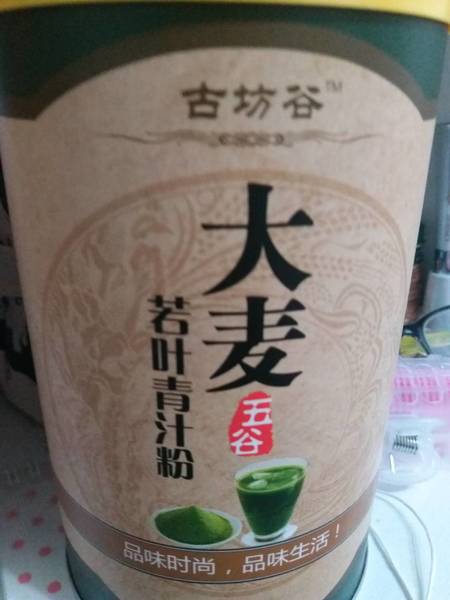 古坊谷™
大麦
若叶青汁粉
五谷
品味时尚，品味生活！